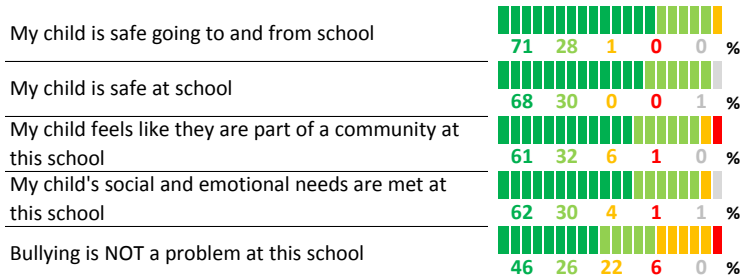 My child is safe going to and from school
71 28 1 0 0 %
My child is safe at school
68 30 0 0 1 %
My child feels like they are part of a community at
this school
61 32 6 1 0 %
My child's social and emotional needs are met at
this school
62 30 4 1 1 %
Bullying is NOT a problem at this school
46 26 22 6 0 %